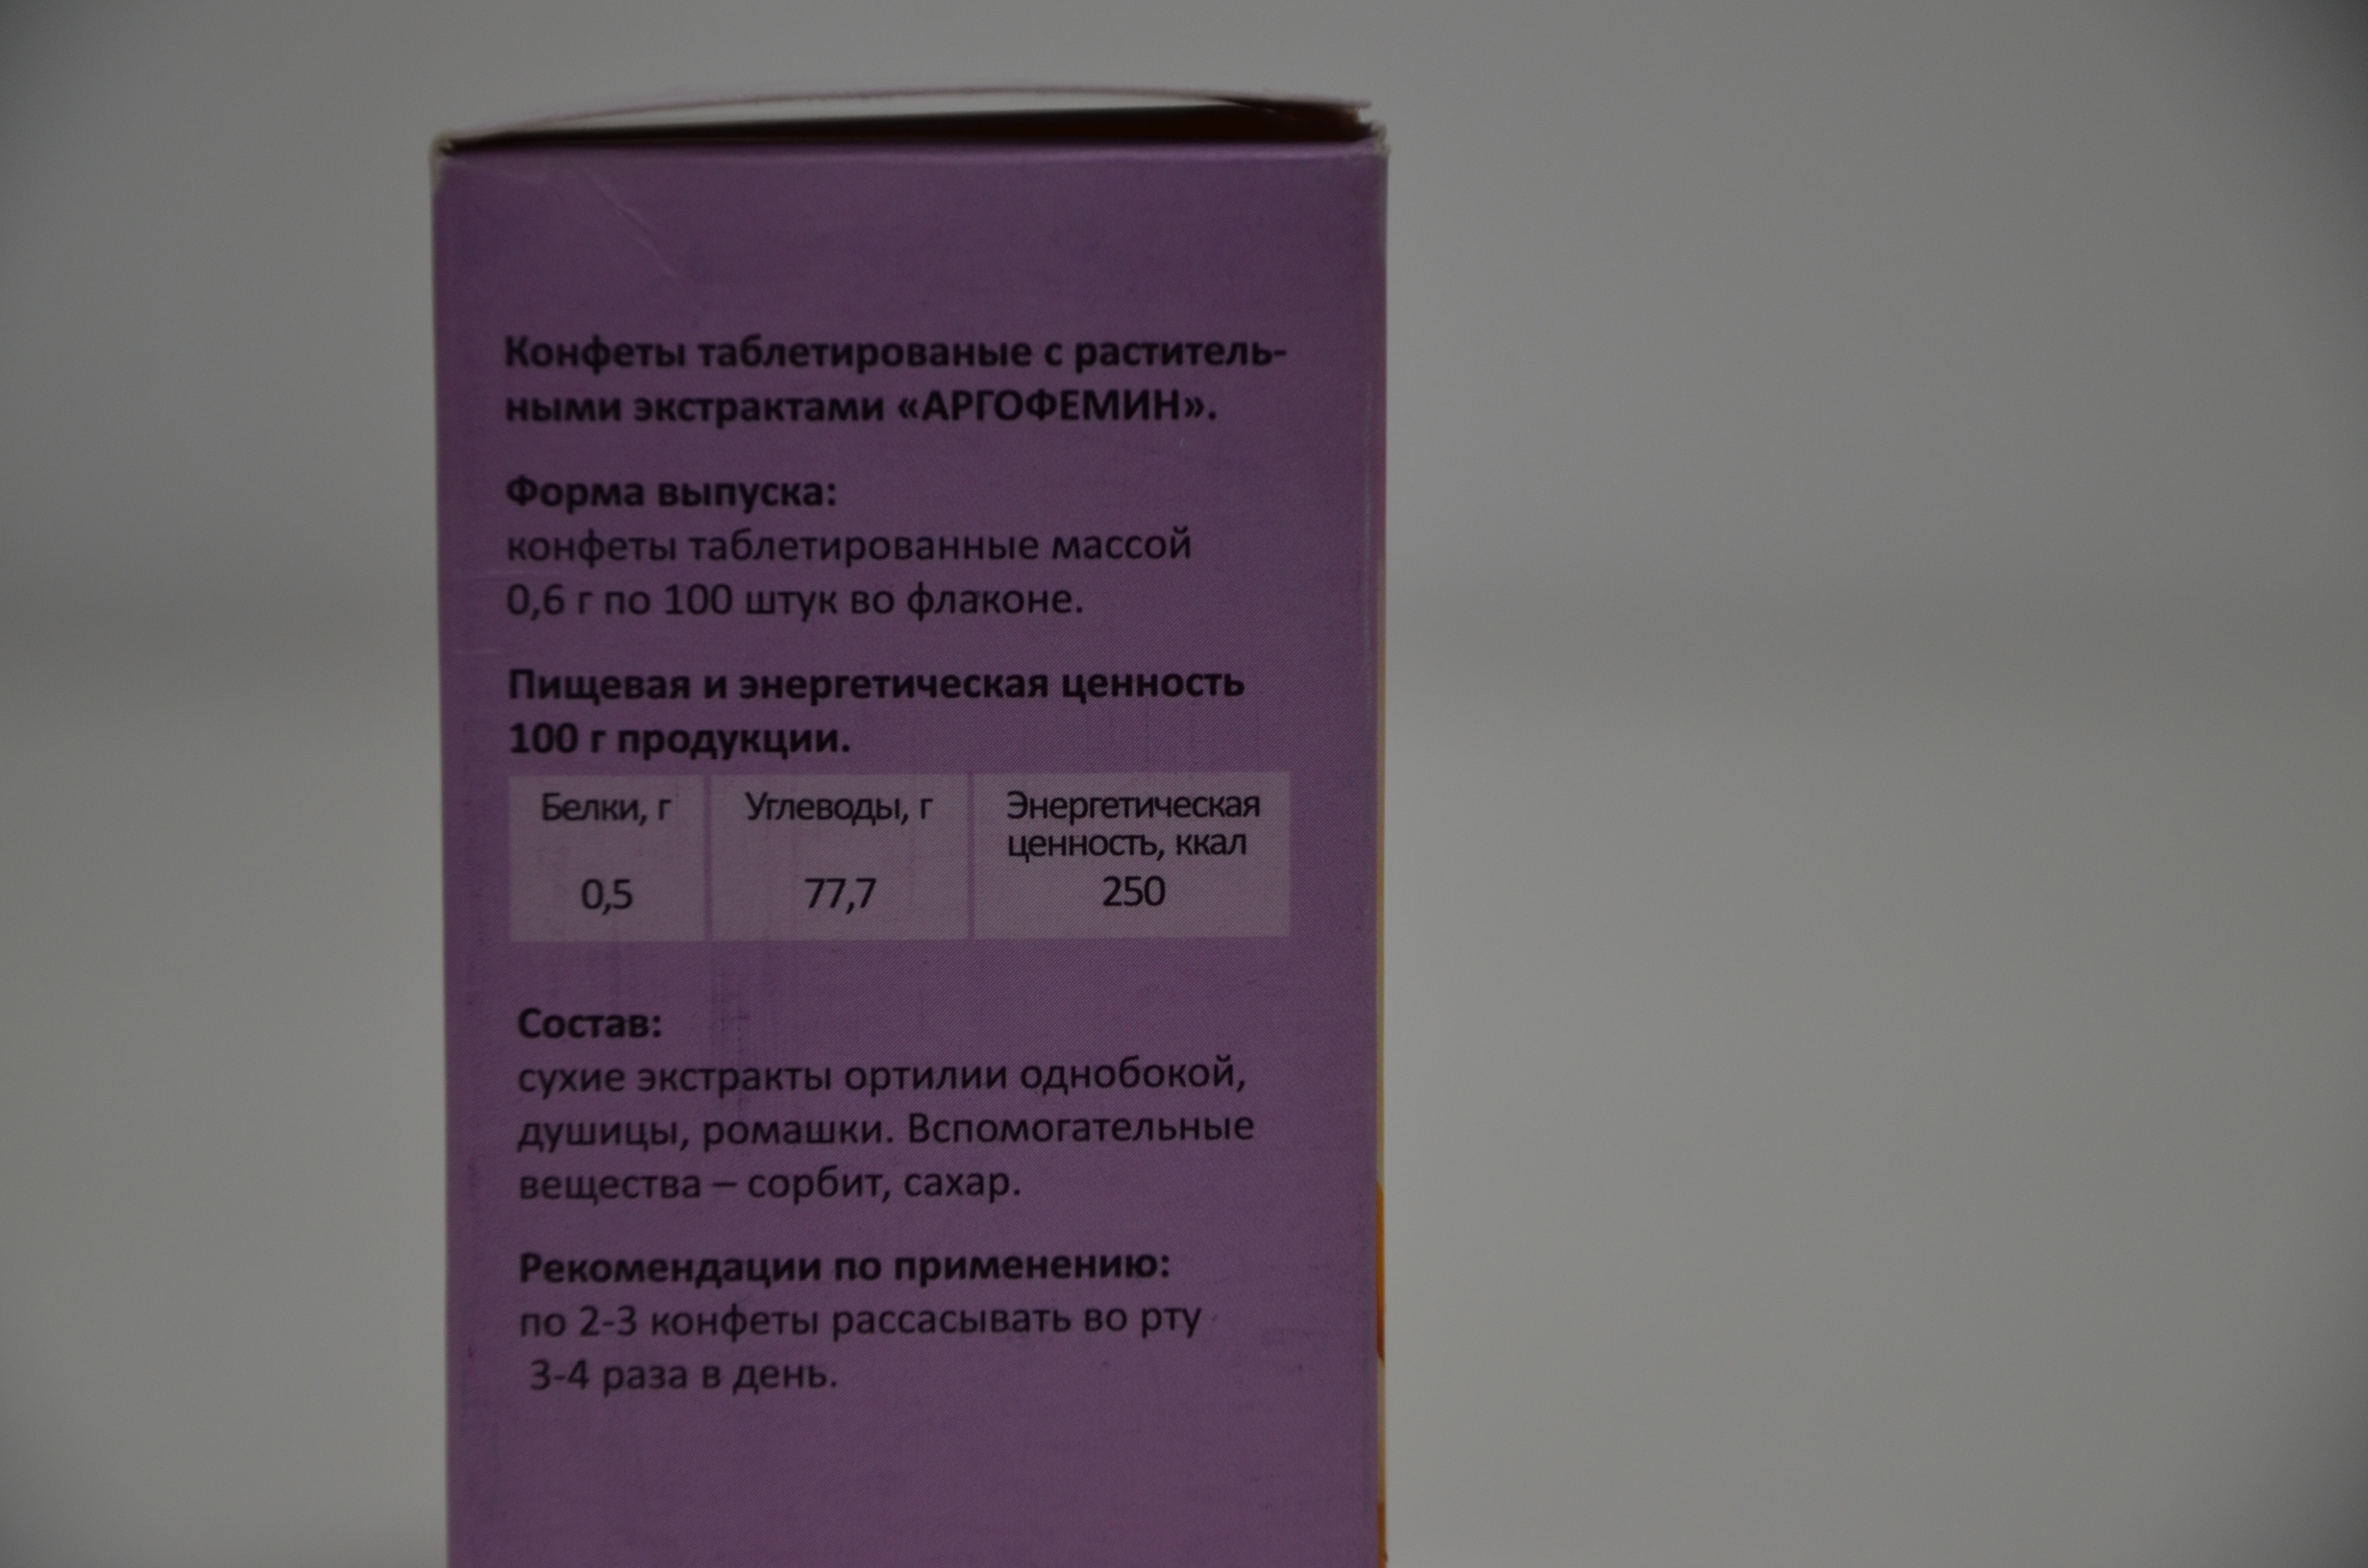 Конфеты таблетированые с раститель-
ными экстрактами «АРГОФЕМИН».
Форма выпуска:
конфеты таблетированные массой
0,6 г по 100 штук во флаконе.
Пищевая и энергетическая ценность
100 г продукции.
Белки, г Углеводы, г Энергетическая
ценность, ккал
0,5 77,7 250
Состав:
сухие экстракты ортилии однобокой,
душицы, ромашки. Вспомогательные
вещества – сорбит, сахар.
Рекомендации по применению:
по 2-3 конфеты рассасывать во рту
3-4 раза в день.